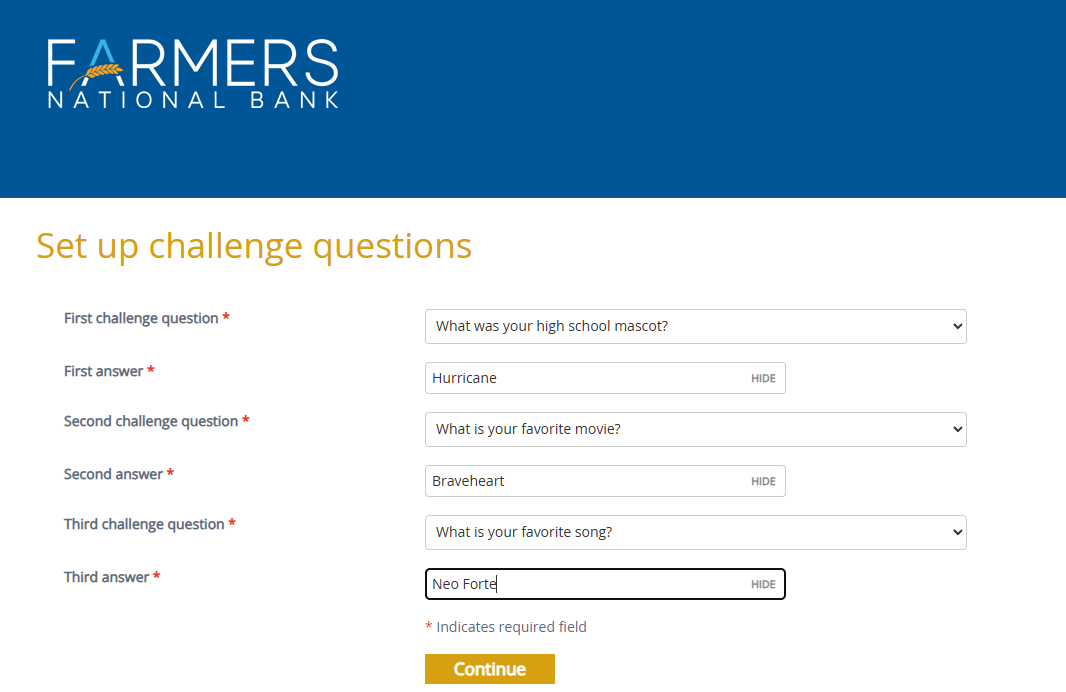 FARMERS
NATIONAL BANK
Set up challenge questions
First challenge question *
What was your high school mascot?
First answer *
Hurricane HIDE
Second challenge question *
What is your favorite movie?
Second answer *
Braveheart HIDE
Third challenge question *
What is your favorite song?
Third answer *
Neo Forte HIDE
* Indicates required field
Continue